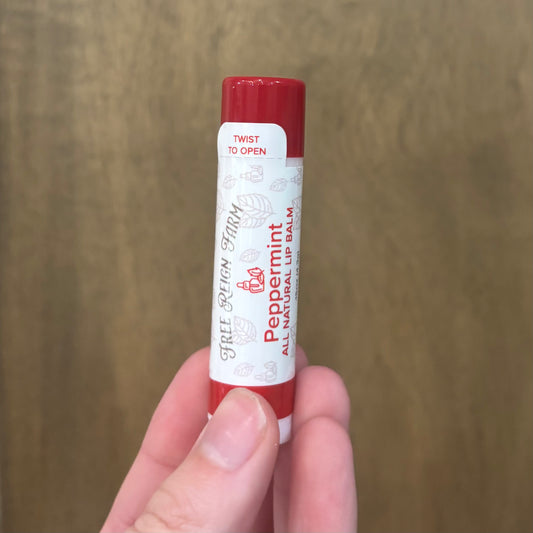 TWIST
TO OPEN
FREE REIGN FARM
Peppermint
ALL NATURAL LIP BALM